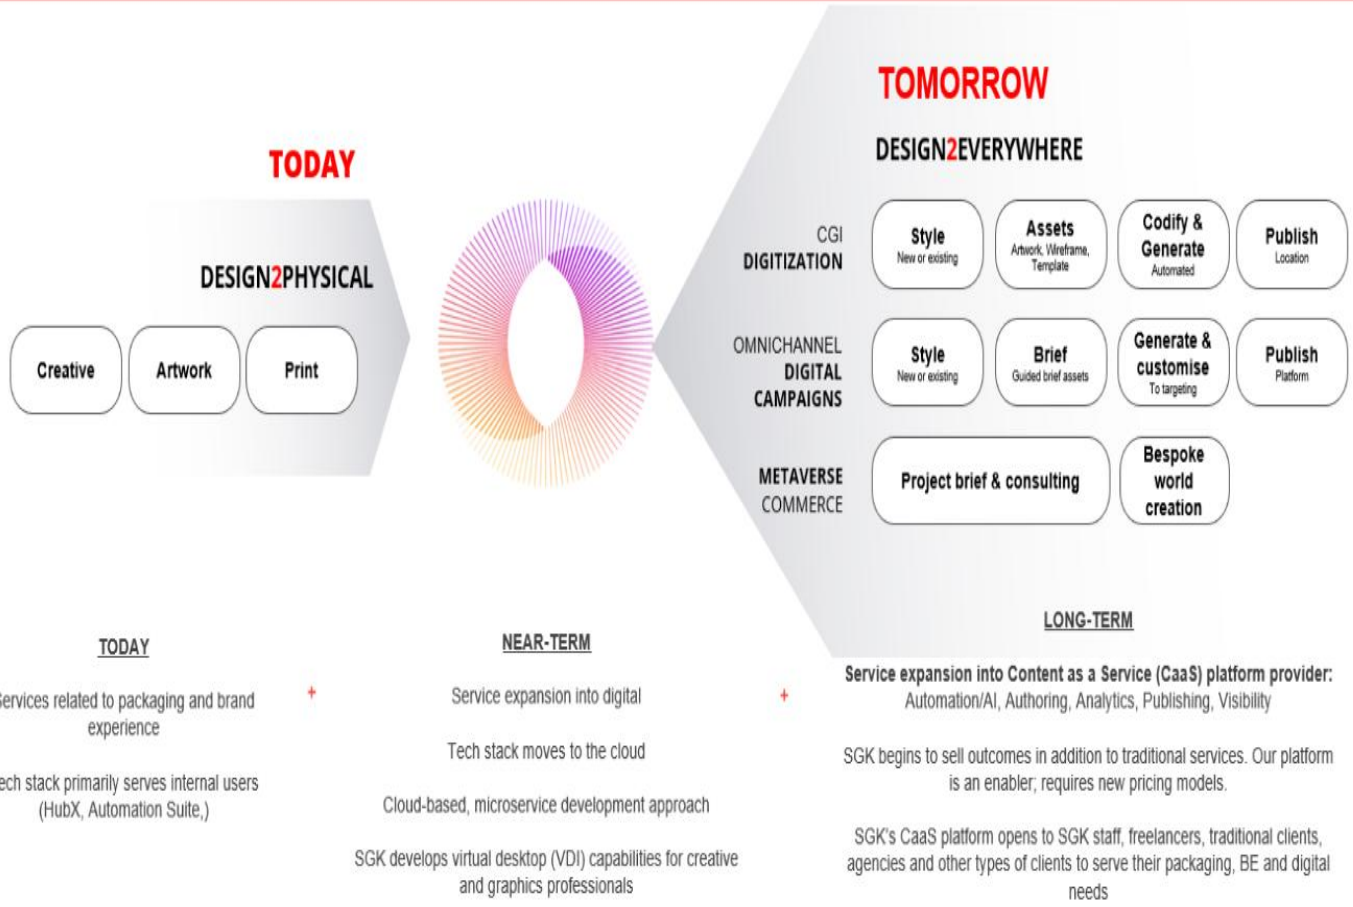 TODAY
DESIGN2PHYSICAL
Creative
Artwork
Print
TOMORROW
DESIGN2EVERYWHERE
CGI
DIGITIZATION
Style
New or existing
Assets
Artwork, Wireframe,
Template
Codify &
Generate
Automated
Publish
Location
OMNICHANNEL
DIGITAL
CAMPAIGNS
Style
New or existing
Brief
Guided brief assets
Generate &
customise
To targeting
Publish
Platform
METAVERSE
COMMERCE
Project brief & consulting
Bespoke
world
creation
TODAY
Services related to packaging and brand
experience
ech stack primarily serves internal users
(HubX, Automation Suite,)
+
NEAR-TERM
Service expansion into digital
Tech stack moves to the cloud
Cloud-based, microservice development approach
SGK develops virtual desktop (VDI) capabilities for creative
and graphics professionals
+
LONG-TERM
Service expansion into Content as a Service (CaaS) platform provider:
Automation/AI, Authoring, Analytics, Publishing, Visibility
SGK begins to sell outcomes in addition to traditional services. Our platform
is an enabler; requires new pricing models.
SGK's CaaS platform opens to SGK staff, freelancers, traditional clients,
agencies and other types of clients to serve their packaging, BE and digital
needs